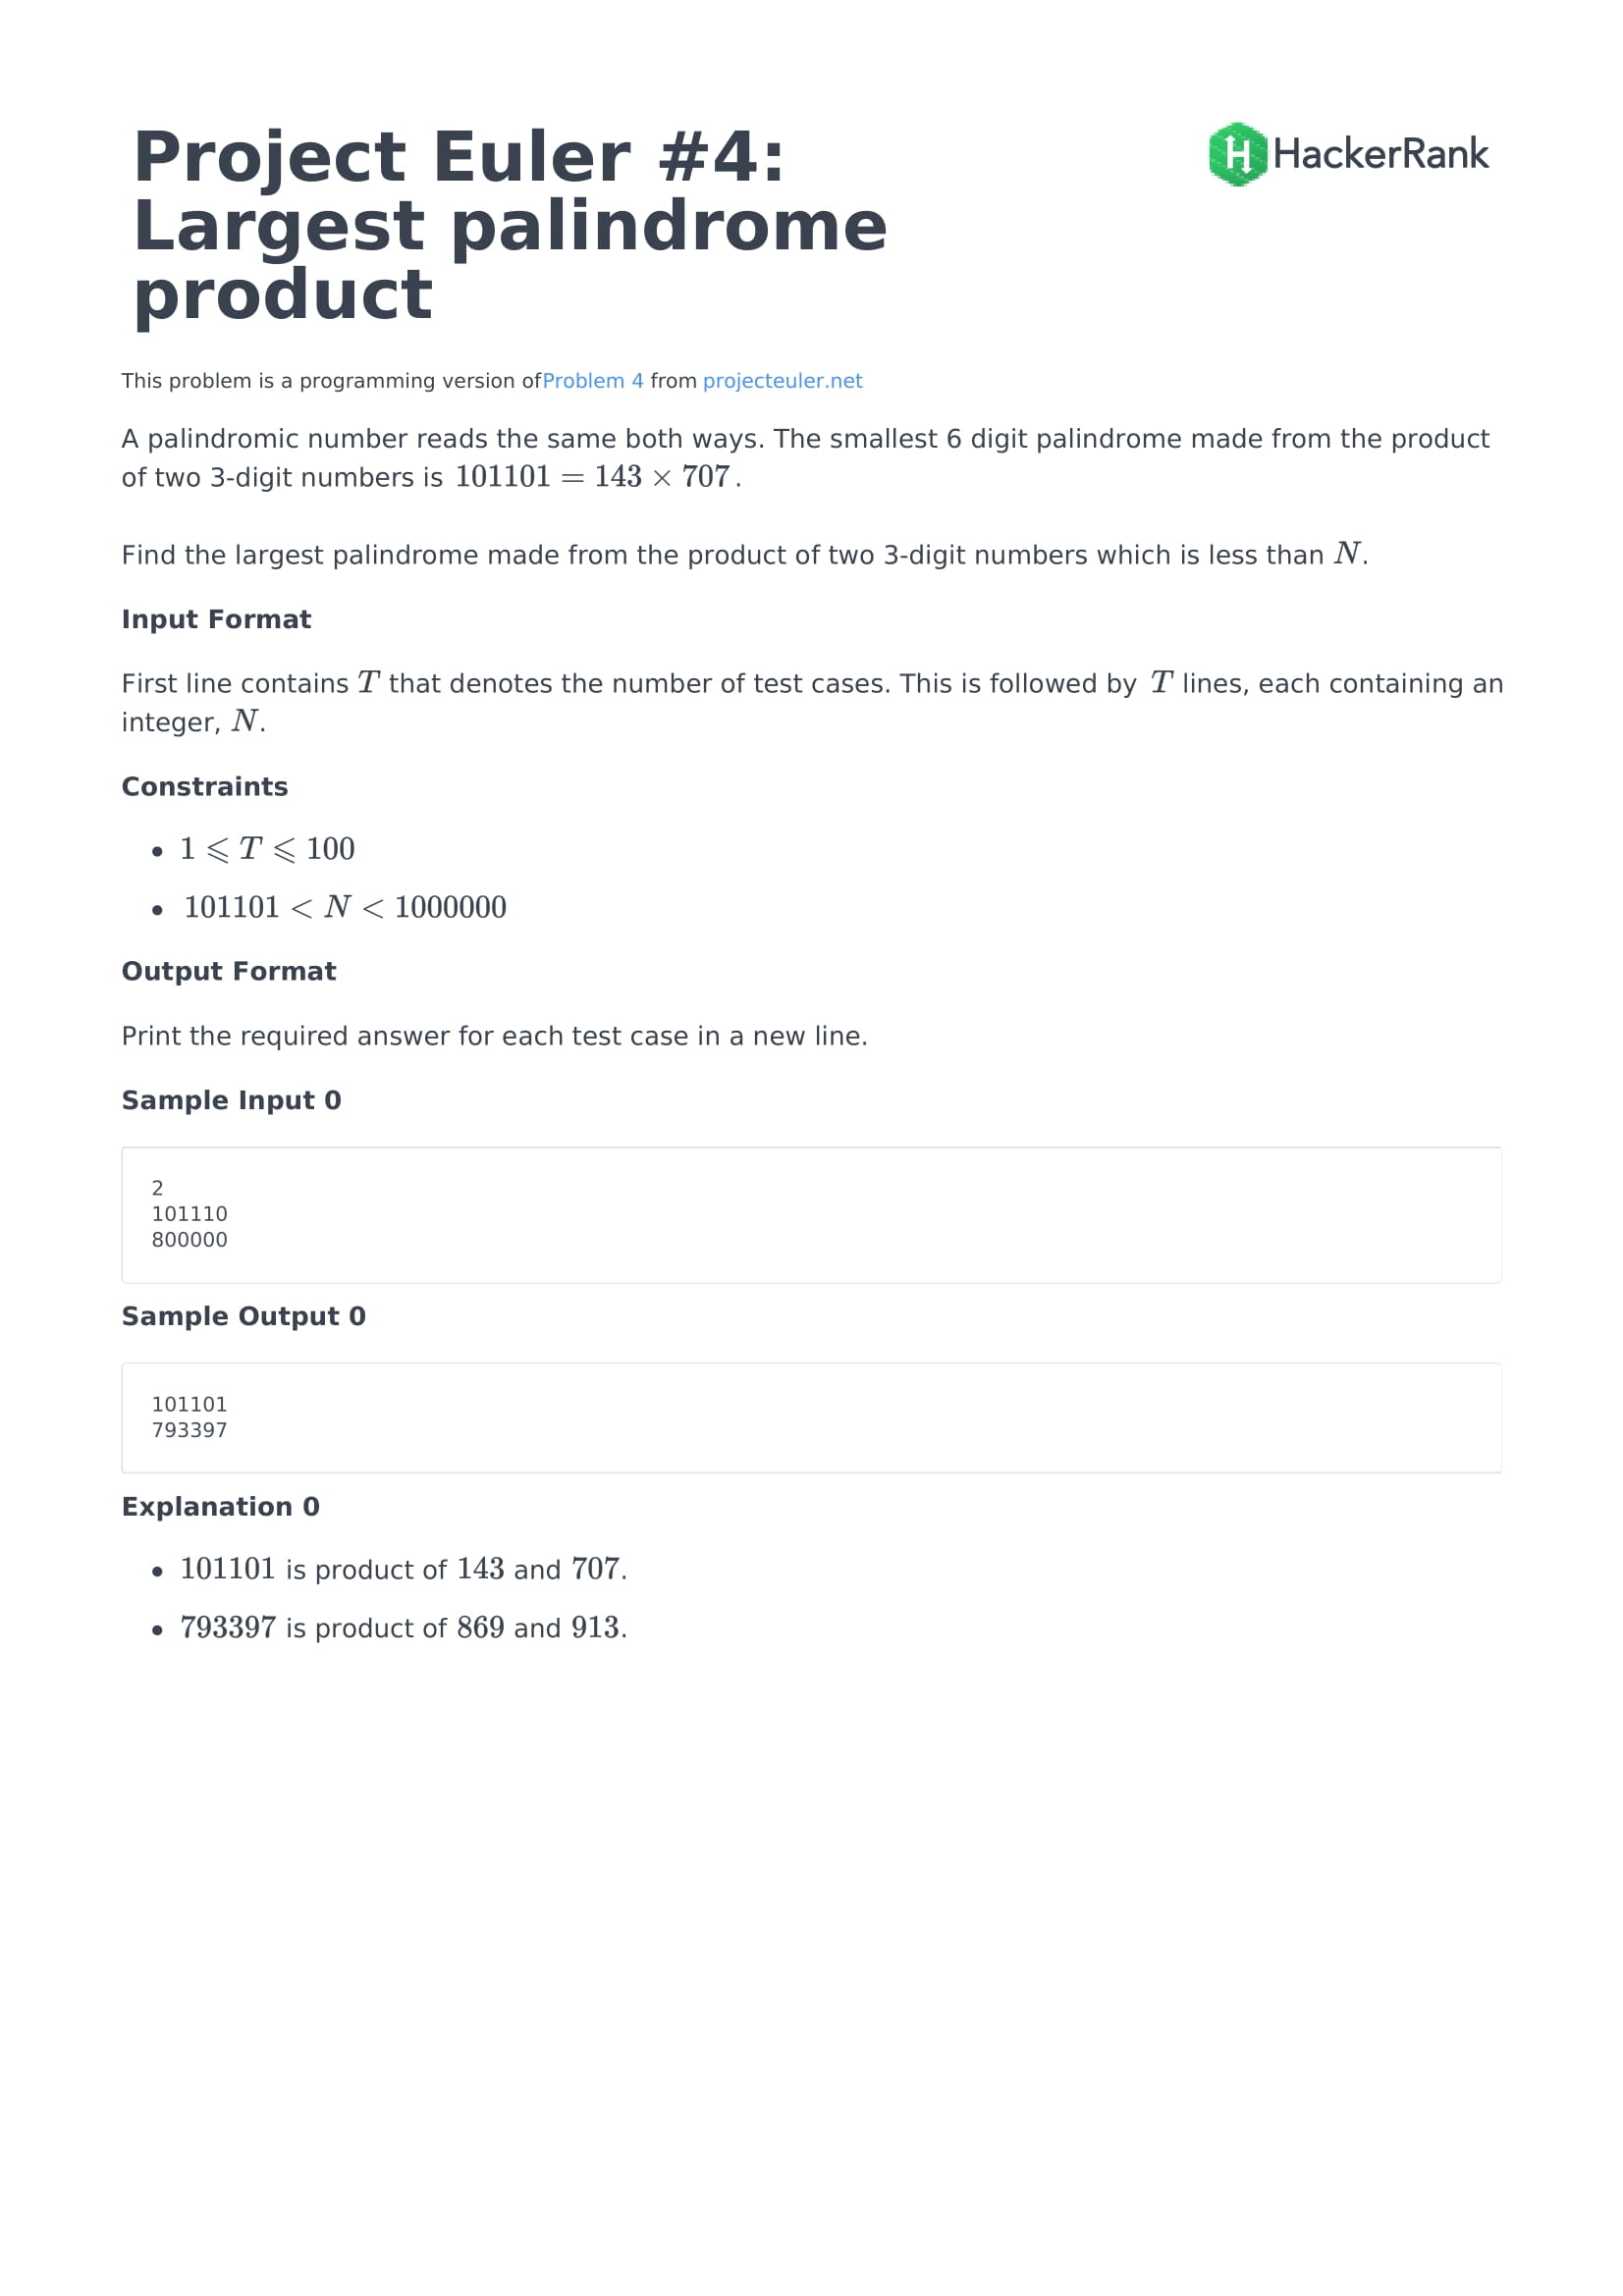 Project Euler #4:
Largest palindrome
product
HackerRank
This problem is a programming version of Problem 4 from projecteuler.net
A palindromic number reads the same both ways. The smallest 6 digit palindrome made from the product
of two 3-digit numbers is 101101 = 143 × 707.
Find the largest palindrome made from the product of two 3-digit numbers which is less than N.
Input Format
First line contains T that denotes the number of test cases. This is followed by T lines, each containing an
integer, N.
Constraints
• 1 ⩽ T ⩽ 100
• 101101 < N < 1000000
Output Format
Print the required answer for each test case in a new line.
Sample Input 0
2
101110
800000
Sample Output 0
101101
793397
Explanation 0
• 101101 is product of 143 and 707.
• 793397 is product of 869 and 913.